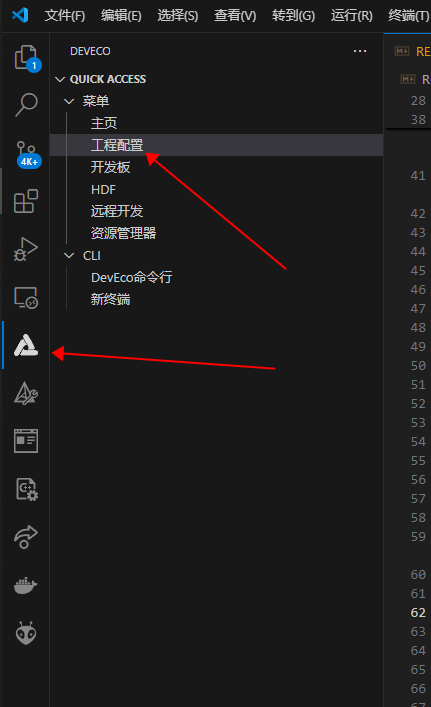 文件(F) 编辑(E) 选择(S) 查看(V) 转到(G) 运行(R) 终端(T)
DEVECO
RE
1
QUICK ACCESS
R
菜单
28
主页
38
工程配置
开发板
41
4K+
HDF
远程开发
42
资源管理器
43
CLI
44
DevEco命令行
45
新终端
46
47
48
49
50
51
52
53
54
55
56
57
58
59
60
61
62
63
64
65
66